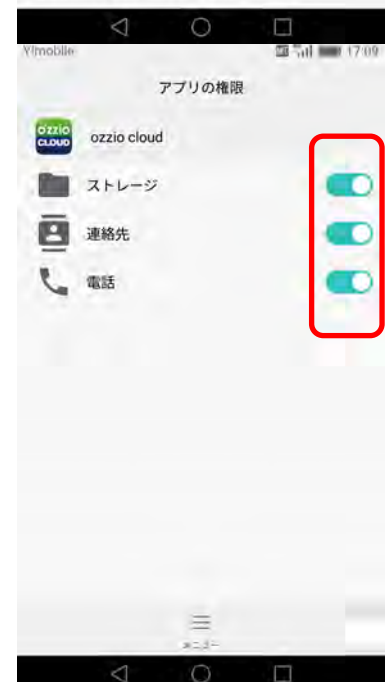 Y!mobile 17:09
アプリの権限
ozzio
CLOUD
ozzio cloud
ストレージ
連絡先
電話
メニュー